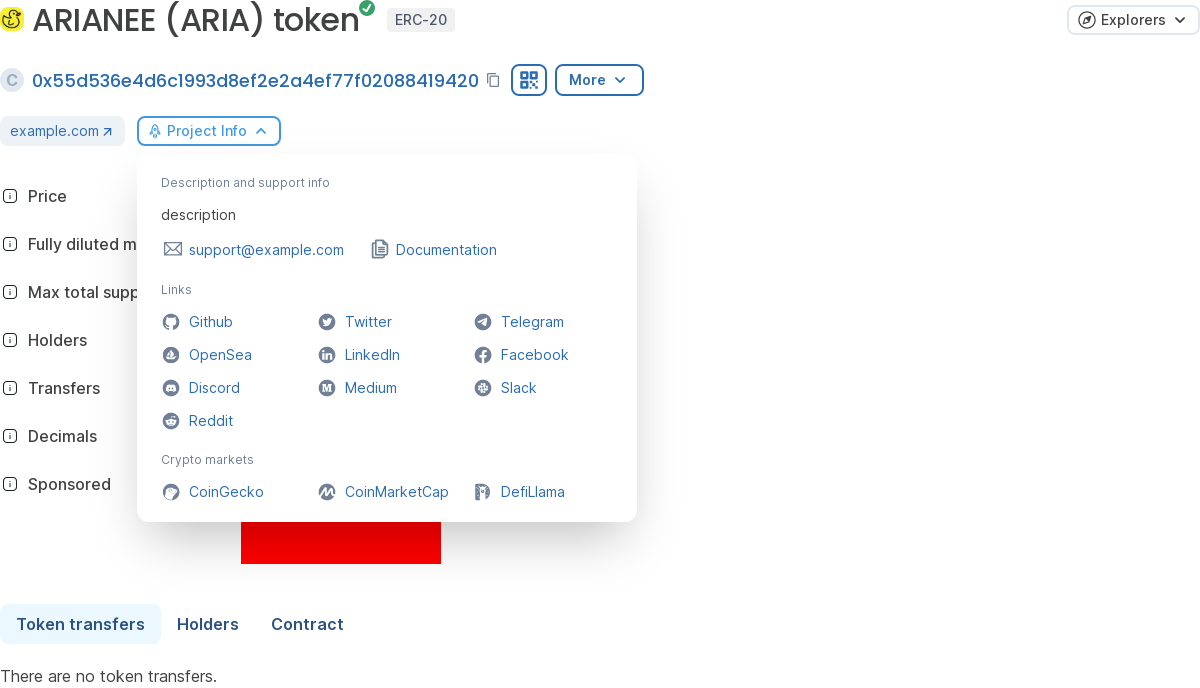 ARIANEE (ARIA) token
ERC-20
Explorers
C
0x55d536e4d6c1993d8ef2e2a4ef77f02088419420
More
example.com
Project Info
Description and support info
Price
description
Fully diluted m
support@example.com
Documentation
Links
Max total supp
Github
Twitter
Telegram
Holders
OpenSea
LinkedIn
Facebook
Transfers
Discord
Medium
Slack
Reddit
Decimals
Crypto markets
Sponsored
CoinGecko
CoinMarketCap
DefiLlama
Token transfers
Holders
Contract
There are no token transfers.